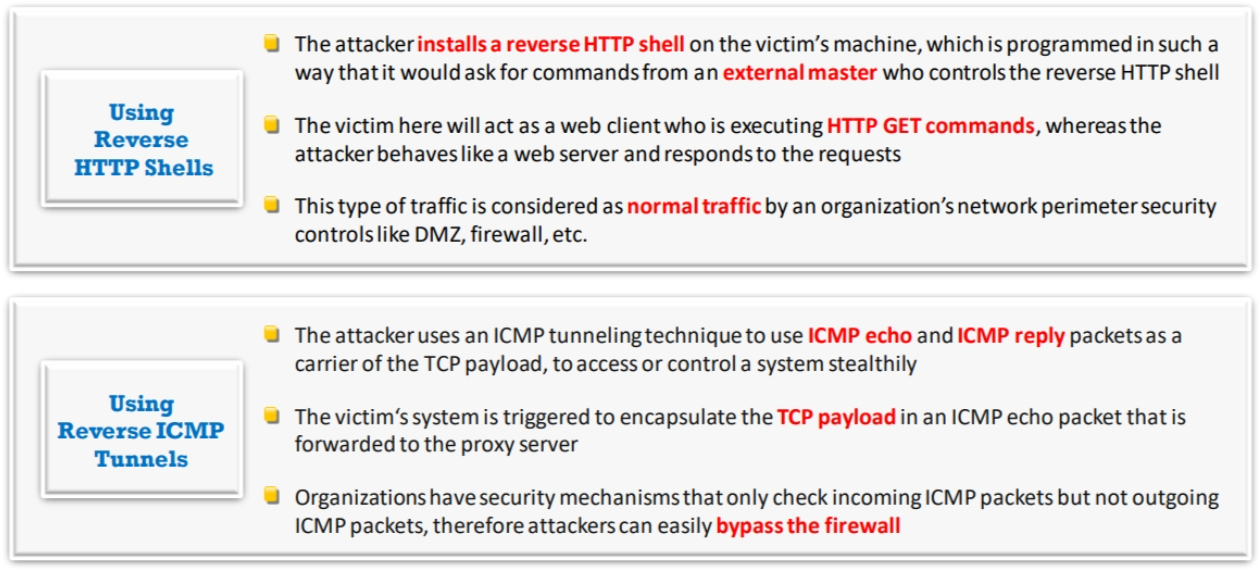 Using
Reverse
HTTP Shells
The attacker installs a reverse HTTP shell on the victim's machine, which is programmed in such a
way that it would ask for commands from an external master who controls the reverse HTTP shell
The victim here will act as a web client who is executing HTTP GET commands, whereas the
attacker behaves like a web server and responds to the requests
This type of traffic is considered as normal traffic by an organization's network perimeter security
controls like DMZ, firewall, etc.
Using
Reverse ICMP
Tunnels
The attacker uses an ICMP tunneling technique to use ICMP echo and ICMP reply packets as a
carrier of the TCP payload, to access or control a system stealthily
The victim‘s system is triggered to encapsulate the TCP payload in an ICMP echo packet that is
forwarded to the proxy server
Organizations have security mechanisms that only check incoming ICMP packets but not outgoing
ICMP packets, therefore attackers can easily bypass the firewall